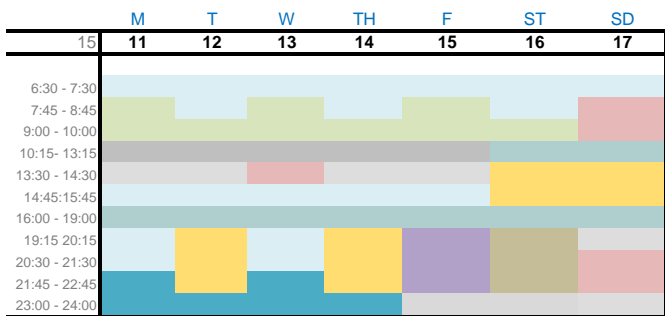 M T W TH F ST SD
15 11 12 13 14 15 16 17
6:30 - 7:30
7:45 - 8:45
9:00 - 10:00
10:15- 13:15
13:30 - 14:30
14:45:15:45
16:00 - 19:00
19:15 20:15
20:30 - 21:30
21:45 - 22:45
23:00 - 24:00